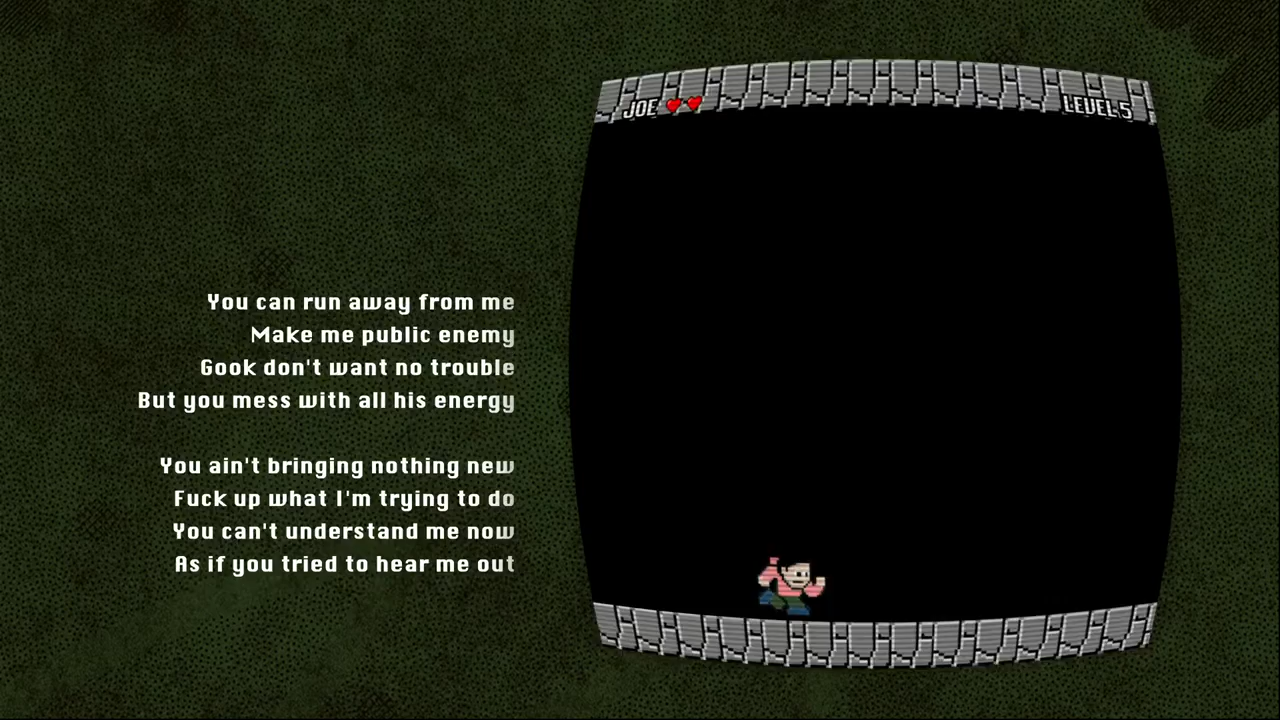 You can run away from me
Make me public enemy
Gook don't want no trouble
But you mess with all his energy
You ain't bringing nothing new
Fuck up what I'm trying to do
You can't understand me now
As if you tried to hear me out
JOE
LEVEL 5